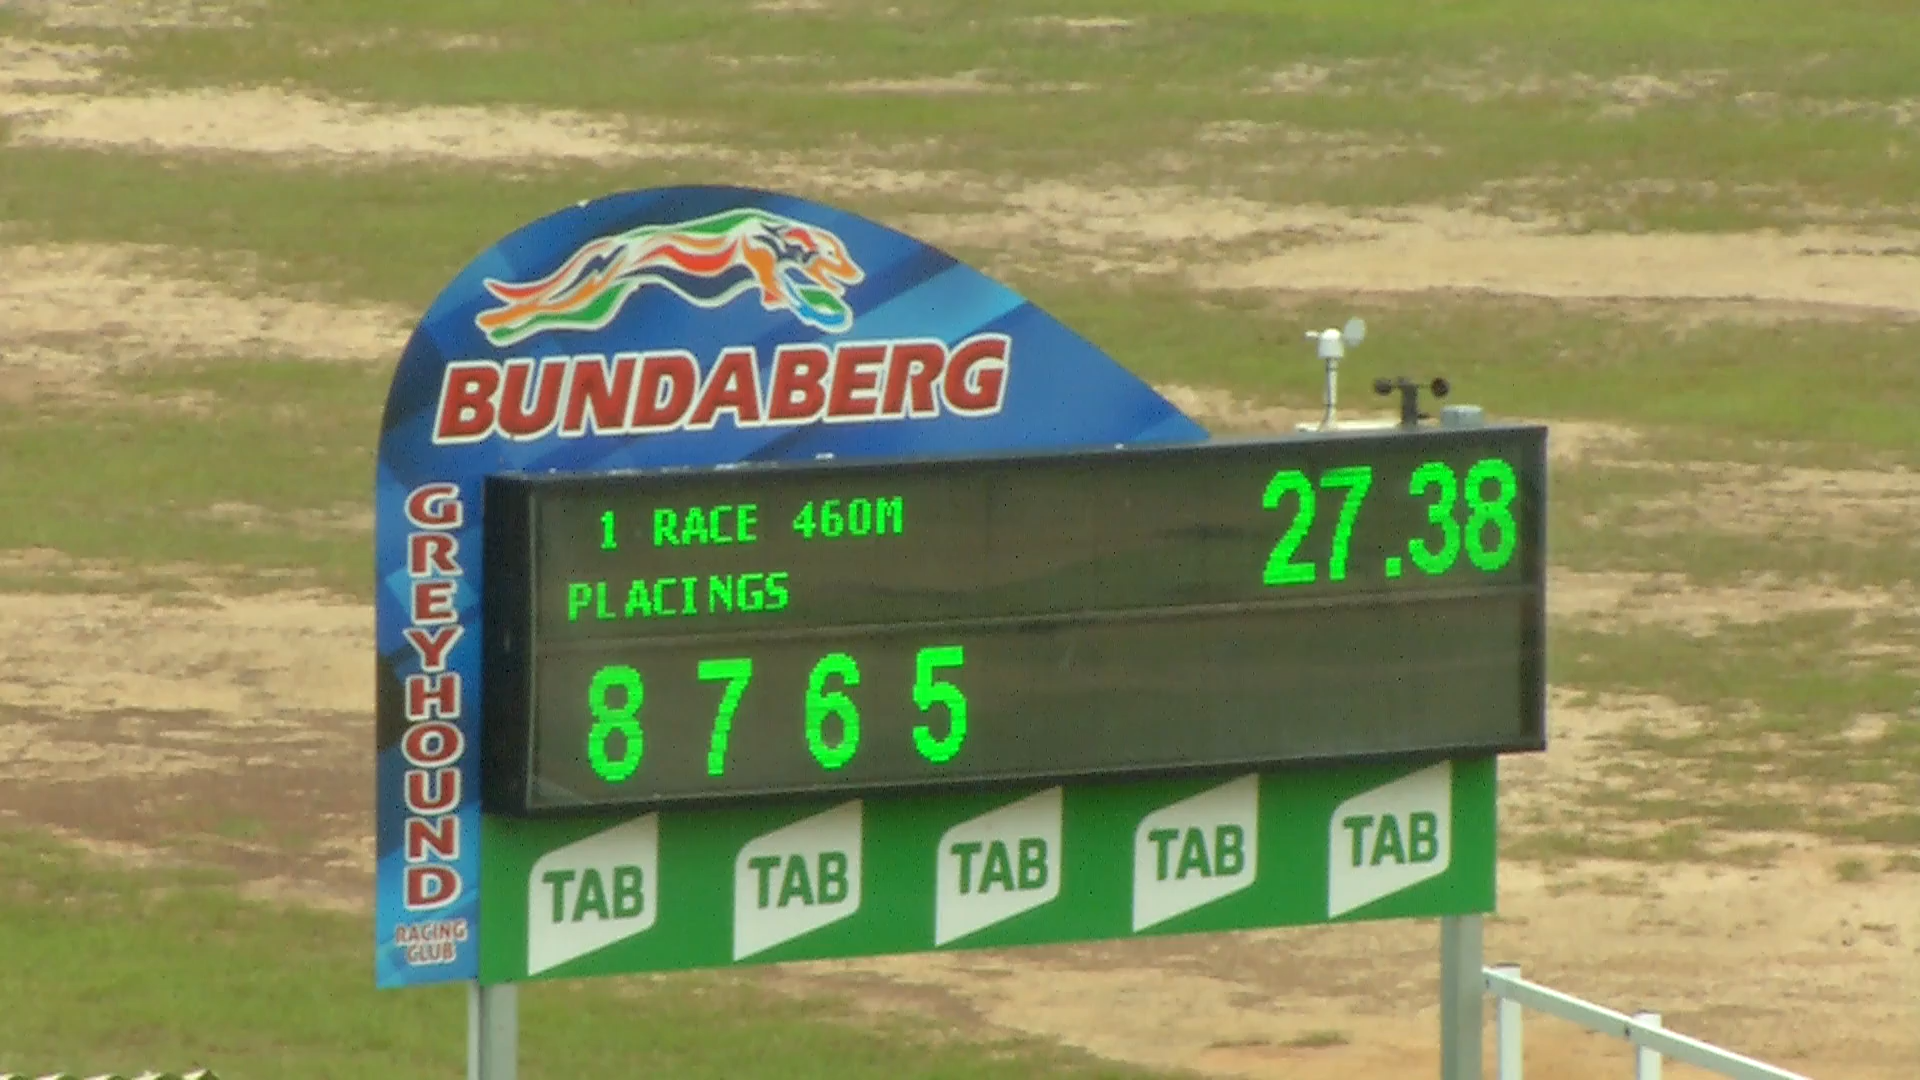 BUNDABERG
GREYHOUND
RACING
CLUB
1 RACE 460M
27.38
PLACINGS
8 7 6 5
TAB TAB TAB TAB TAB